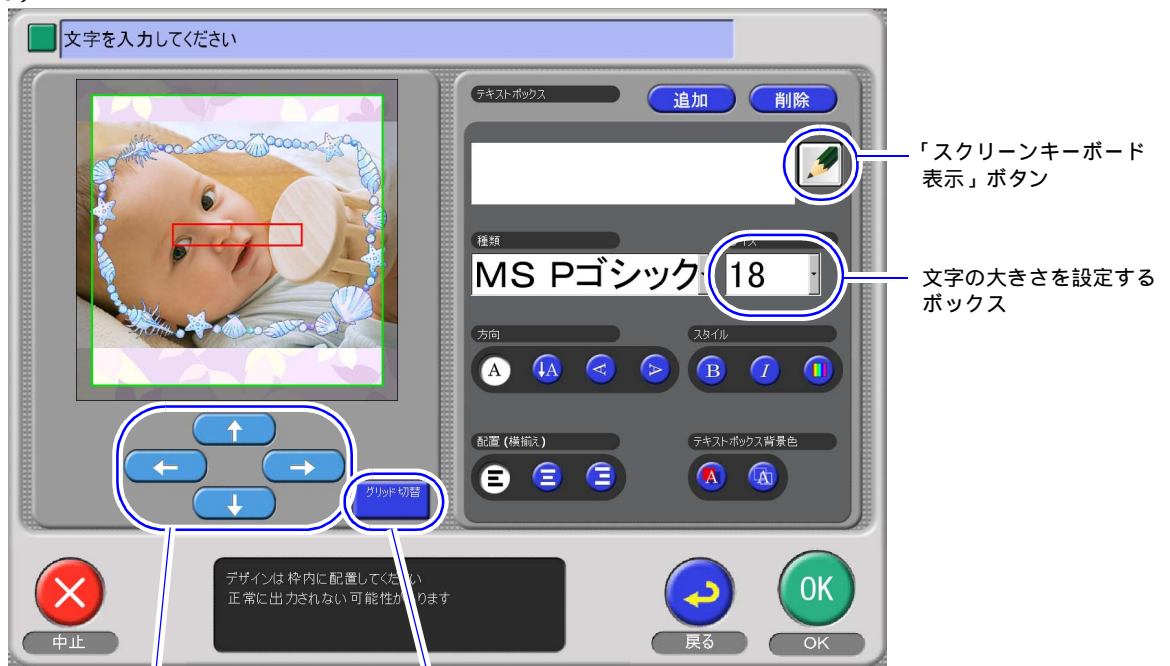 文字を入力してください
テキストボックス
追加
削除
「スクリーンキーボード
表示」ボタン
種類
MS Pゴシック
18
文字の大きさを設定する
ボックス
方向
スタイル
A
A
A
A
B
I
配置 (横揃え)
テキストボックス背景色
A
A
グリッド切替
デザインは枠内に配置してください
正常に出力されない可能性があります
OK
中止
戻る
OK